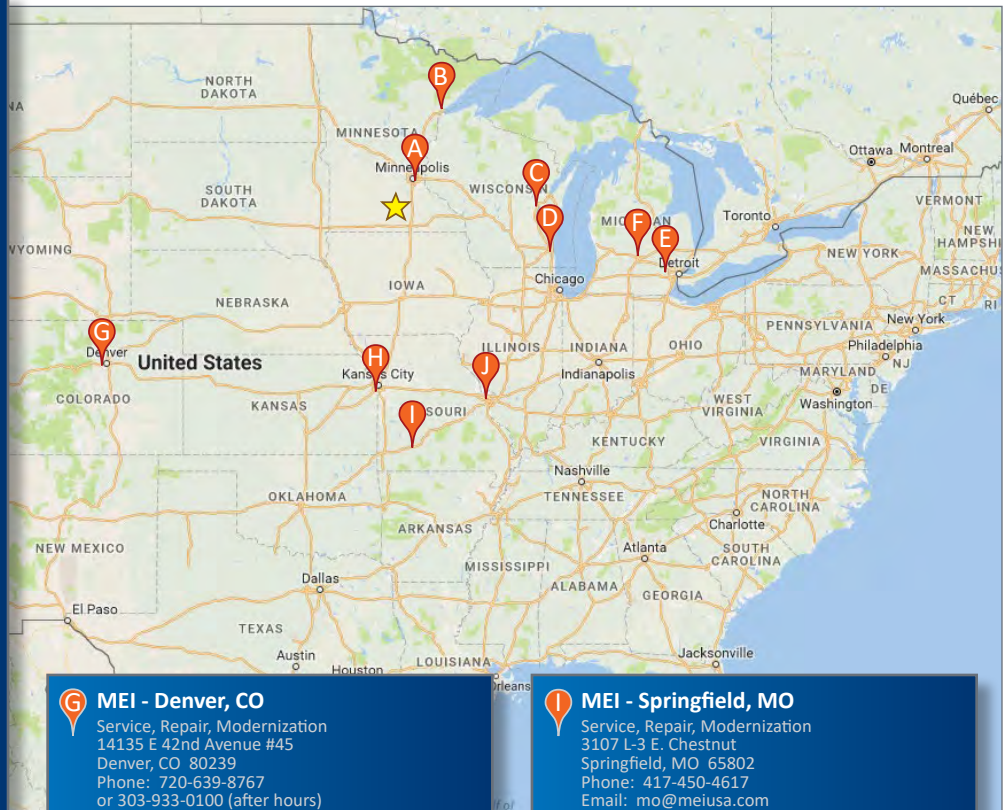 B
NORTH
DAKOTA
NA
Québec
MINNESOTA
A
Ottawa
Montreal
Minneapolis
C
WISCONSIN
SOUTH
DAKOTA
VERMONT
D
F
MICHIGAN
Toronto
E
NEW
HAMPSHI
WYOMING
Detroit
NEW YORK
MASSACHUS
Chicago
IOWA
NEBRASKA
CT
RI
G
New York
PENNSYLVANIA
ILLINOIS
INDIANA
OHIO
Philadelphia
H
J
Denver
United States
NJ
Kansas City
Indianapolis
MARYLAND
DE
COLORADO
KANSAS
I
SOURI
WEST
VIRGINIA
Washington
KENTUCKY
VIRGINIA
Nashville
OKLAHOMA
TENNESSEE
NORTH
CAROLINA
ARKANSAS
Charlotte
NEW MEXICO
Atlanta
SOUTH
CAROLINA
MISSISSIPPI
Dallas
ALABAMA
GEORGIA
El Paso
TEXAS
Jacksonville
Austin
LOUISIANA
Houston
rleans
G
MEI - Denver, CO
Service, Repair, Modernization
14135 E 42nd Avenue #45
Denver, CO 80239
Phone: 720-639-8767
or 303-933-0100 (after hours)
I
MEI - Springfield, MO
Service, Repair, Modernization
3107 L-3 E. Chestnut
Springfield, MO 65802
Phone: 417-450-4617
Email: mo@meiusa.com